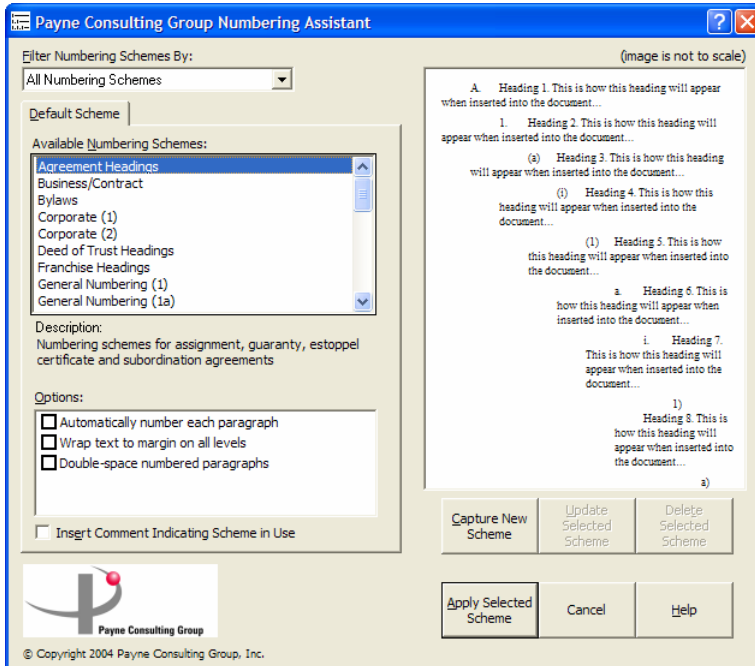 Payne Consulting Group Numbering Assistant
Filter Numbering Schemes By:
All Numbering Schemes
Default Scheme
Available Numbering Schemes:
Agreement Headings
Business/Contract
Bylaws
Corporate (1)
Corporate (2)
Deed of Trust Headings
Franchise Headings
General Numbering (1)
General Numbering (1a)
Description:
Numbering schemes for assignment, guaranty, estoppel
certificate and subordination agreements
Options:
Automatically number each paragraph
Wrap text to margin on all levels
Double-space numbered paragraphs
Insert Comment Indicating Scheme in Use
Payne Consulting Group
© Copyright 2004 Payne Consulting Group, Inc.
(image is not to scale)
A. Heading 1. This is how this heading will appear
when inserted into the document...
1. Heading 2. This is how this heading will
appear when inserted into the document...
(a) Heading 3. This is how this heading
will appear when inserted into the document...
(i) Heading 4. This is how this
heading will appear when inserted into the
document...
(1) Heading 5. This is how
this heading will appear when inserted into
the document...
a. Heading 6. This is
how this heading will appear when
inserted into the document...
i. Heading 7.
This is how this heading will
appear when inserted into the
document...
1)
Heading 8. This is
how this heading will
appear when inserted into
the document...
a)
Capture New
Scheme
Update
Selected
Scheme
Delete
Selected
Scheme
Apply Selected
Scheme
Cancel
Help